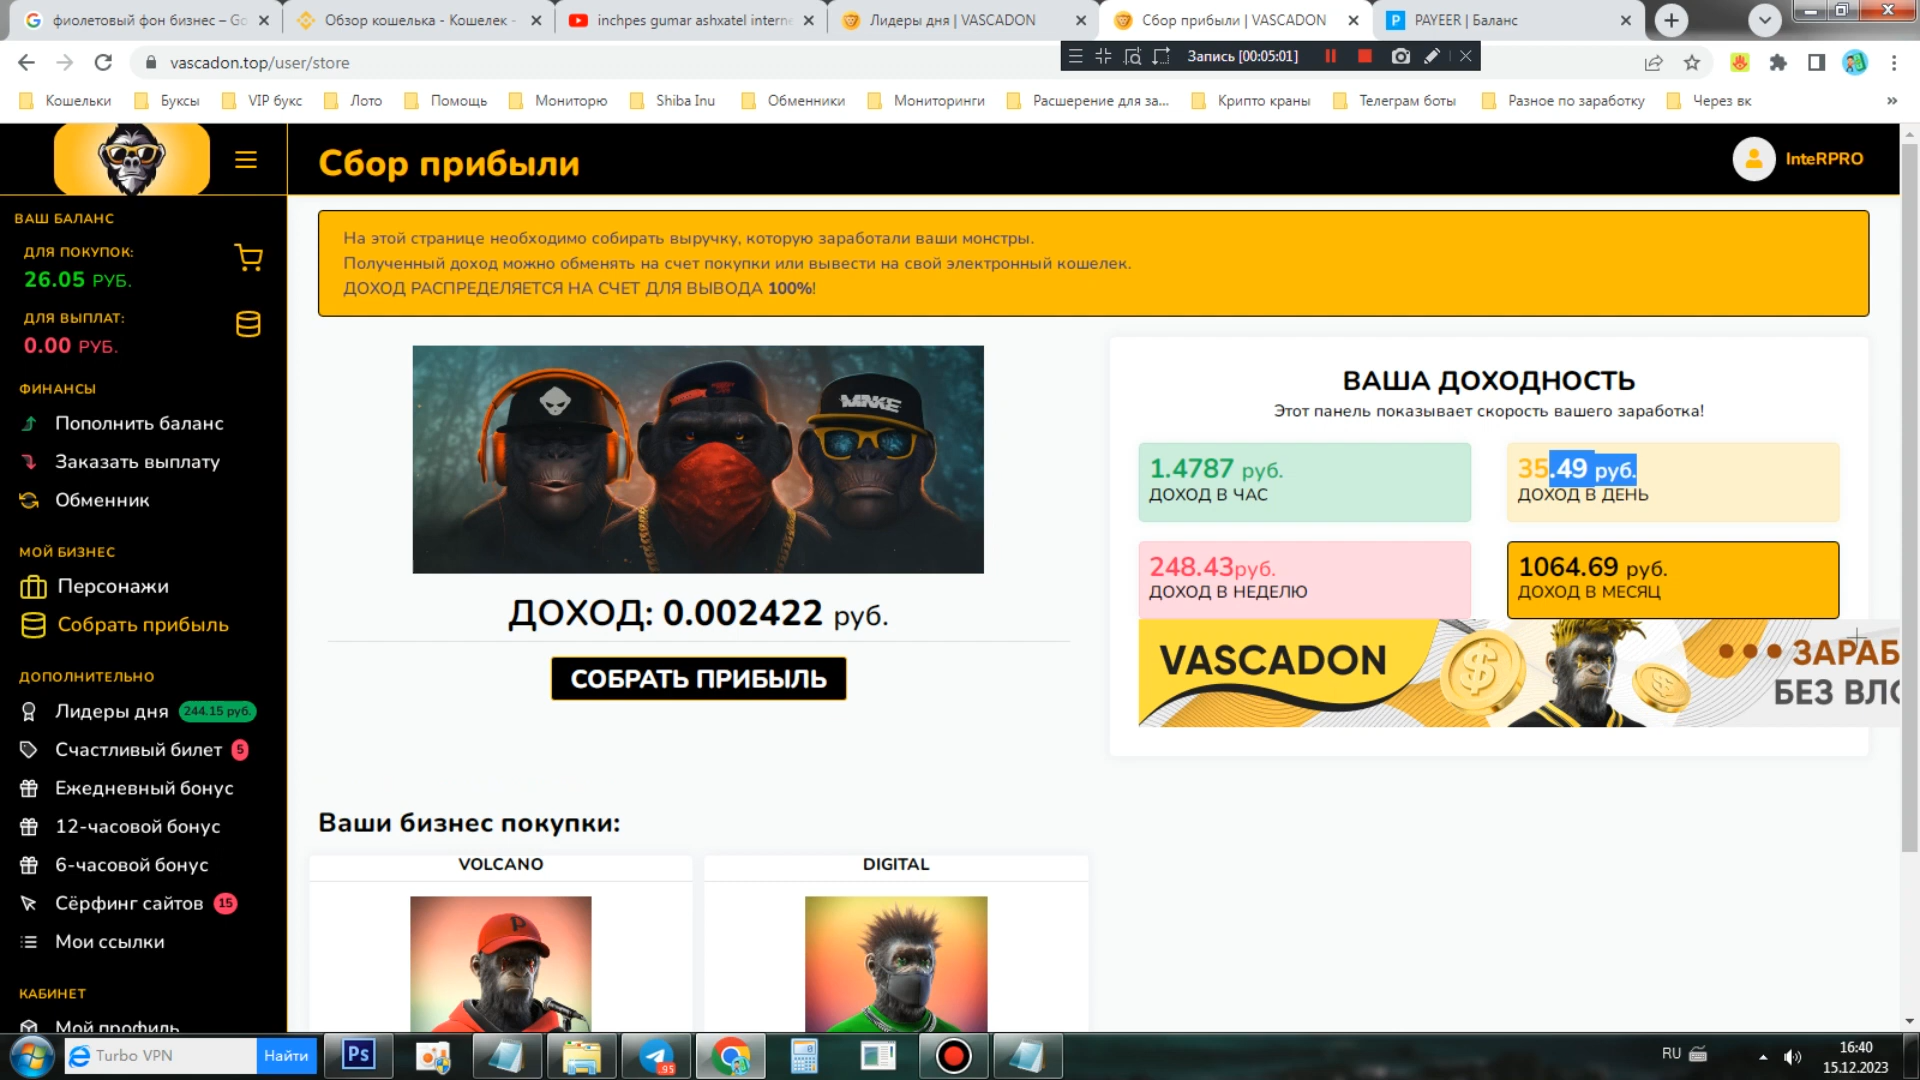 фиолетовый фон бизнес – Go
Обзор кошелька - Кошелек -
inchpes gumar ashxatel interne
Лидеры дня | VASCADON
Сбор прибыли | VASCADON
PAYEER | Баланс
vascadon.top/user/store
Запись [00:05:01]
Кошельки
Буксы
VIP букс
Лото
Помощь
Мониторю
Shiba Inu
Обменники
Мониторинги
Расшерение для за...
Крипто краны
Телеграм боты
Разное по заработку
Через вк
»
Сбор прибыли
InteRPRO
ВАШ БАЛАНС
ДЛЯ ПОКУПОК:
26.05 РУБ.
ДЛЯ ВЫПЛАТ:
0.00 РУБ.
ФИНАНСЫ
Пополнить баланс
Заказать выплату
Обменник
МОЙ БИЗНЕС
Персонажи
Собрать прибыль
ДОПОЛНИТЕЛЬНО
Лидеры дня 244.15 руб.
Счастливый билет 5
Ежедневный бонус
12-часовой бонус
6-часовой бонус
Сёрфинг сайтов 15
Мои ссылки
КАБИНЕТ
Мой профиль
На этой странице необходимо собирать выручку, которую заработали ваши монстры.
Полученный доход можно обменять на счет покупки или вывести на свой электронный кошелек.
ДОХОД РАСПРЕДЕЛЯЕТСЯ НА СЧЕТ ДЛЯ ВЫВОДА 100%!
ДОХОД: 0.002422 руб.
СОБРАТЬ ПРИБЫЛЬ
ВАША ДОХОДНОСТЬ
Этот панель показывает скорость вашего заработка!
1.4787 руб.
ДОХОД В ЧАС
35.49 руб.
ДОХОД В ДЕНЬ
248.43руб.
ДОХОД В НЕДЕЛЮ
1064.69 руб.
ДОХОД В МЕСЯЦ
VASCADON
ЗАРАБ
БЕЗ ВЛО
Ваши бизнес покупки:
VOLCANO
DIGITAL
Turbo VPN
Найти
Ps
95
RU
16:40
15.12.2023